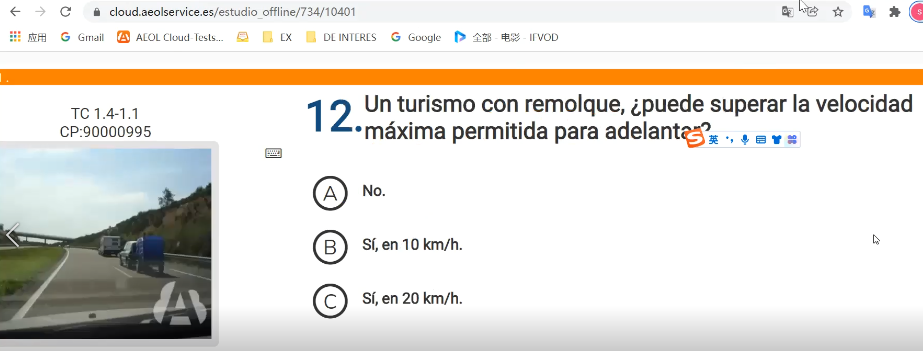 cloud.aeolservice.es/estudio_offline/734/10401
应用 Gmail AEOL Cloud-Tests... EX DE INTERES Google 全部 - 电影 - IFVOD
TC 1.4-1.1
CP:90000995
12. Un turismo con remolque, ¿puede superar la velocidad
máxima permitida para adelantar?
英
A No.
B Sí, en 10 km/h.
C Sí, en 20 km/h.